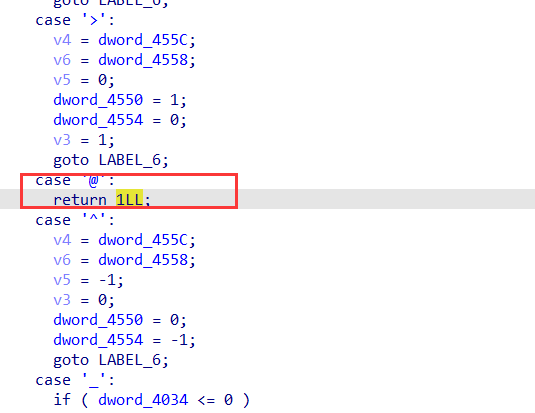 goto LABEL_6;
case '>':
v4 = dword_455C;
v6 = dword_4558;
v5 = 0;
dword_4550 = 1;
dword_4554 = 0;
v3 = 1;
goto LABEL_6;
case '@':
return 1LL;
case '^':
v4 = dword_455C;
v6 = dword_4558;
v5 = -1;
v3 = 0;
dword_4550 = 0;
dword_4554 = -1;
goto LABEL_6;
case '_':
if ( dword_4034 <= 0 )